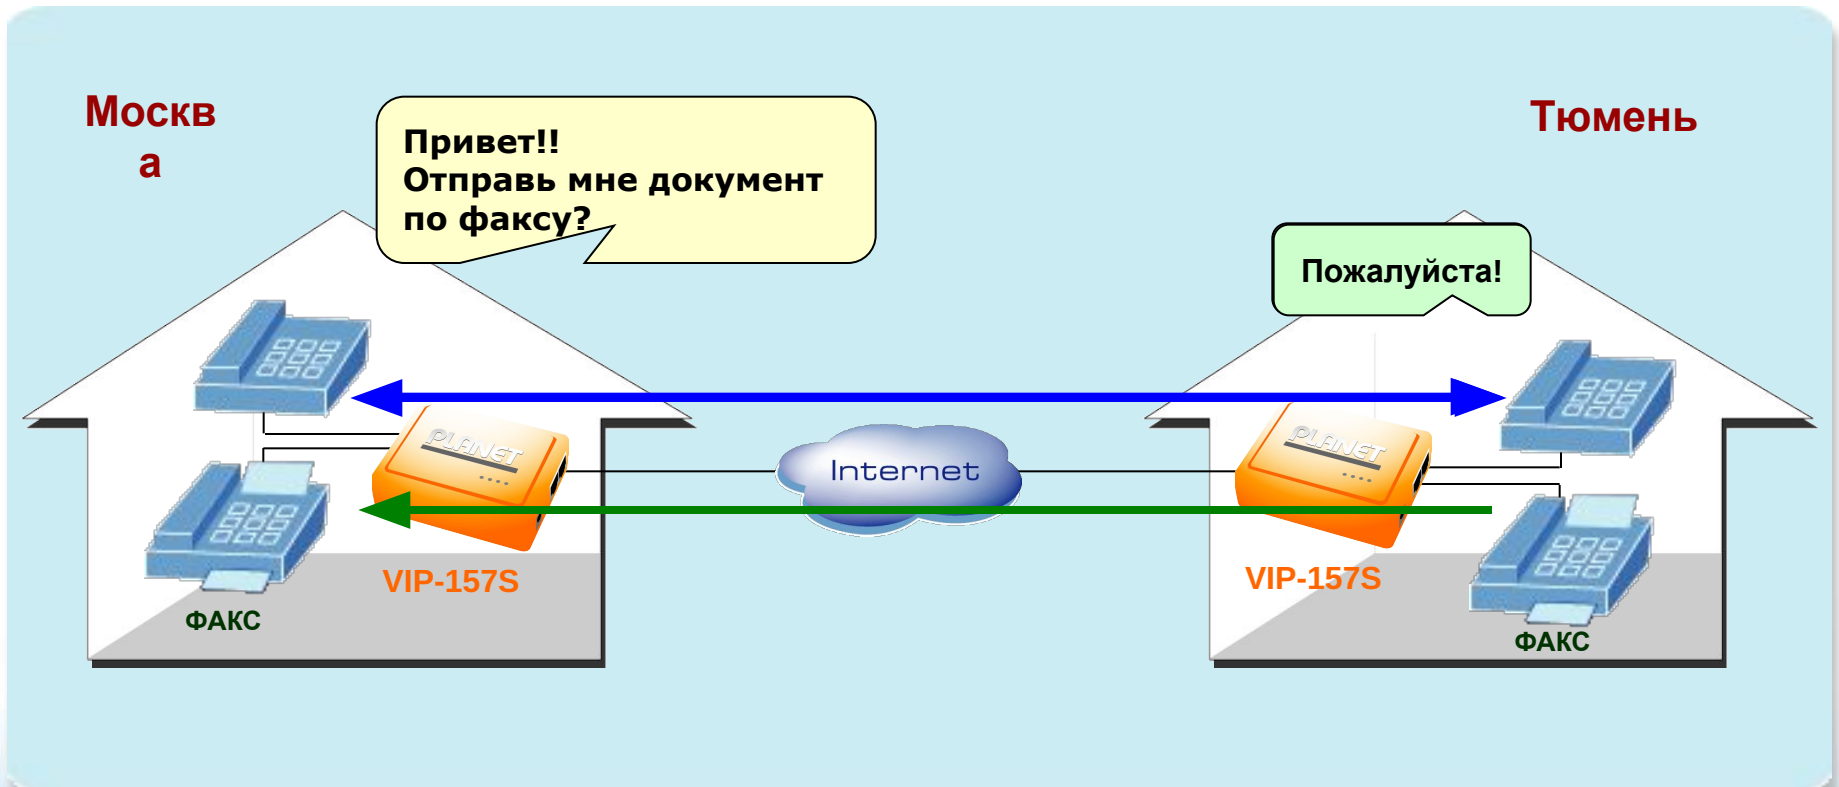 Москв
а
Привет!!
Отправь мне документ
по факсу?
Тюмень
Пожалуйста!
PLANET
Internet
PLANET
VIP-157S
VIP-157S
ФАКС
ФАКС